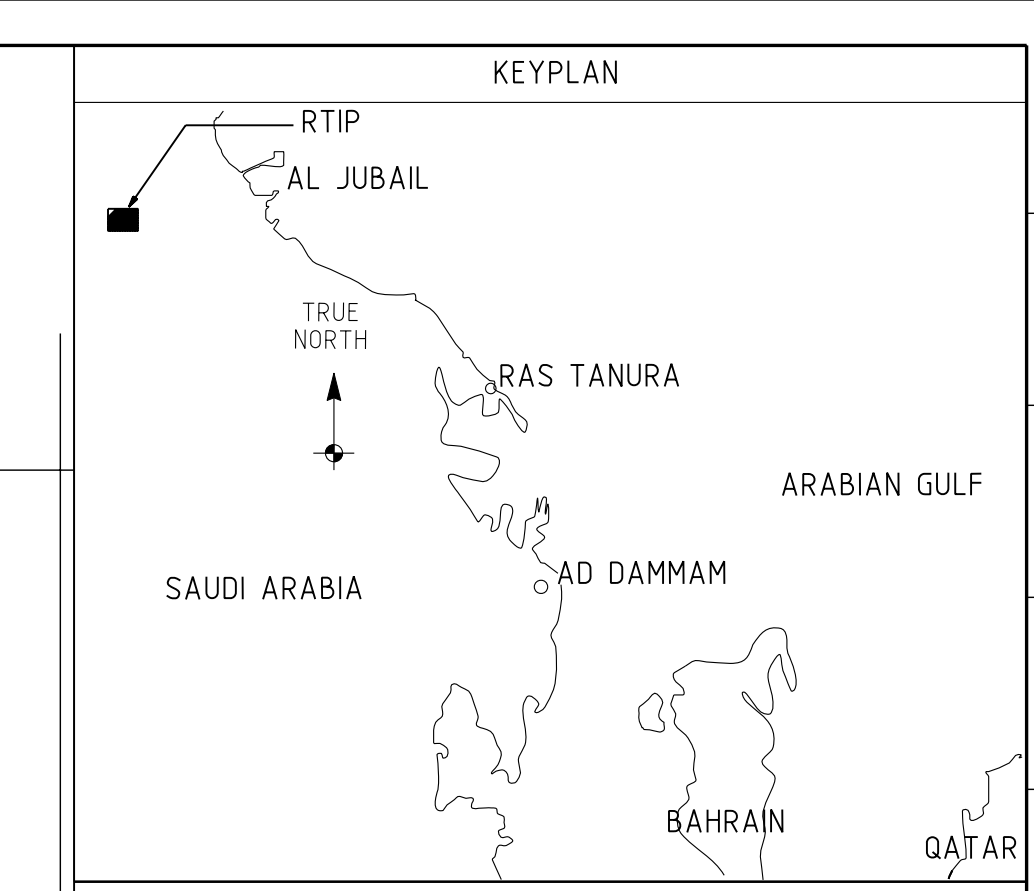 KEYPLAN
RTIP
AL JUBAIL
TRUE
NORTH
RAS TANURA
ARABIAN GULF
AD DAMMAM
SAUDI ARABIA
BAHRAIN
QATAR